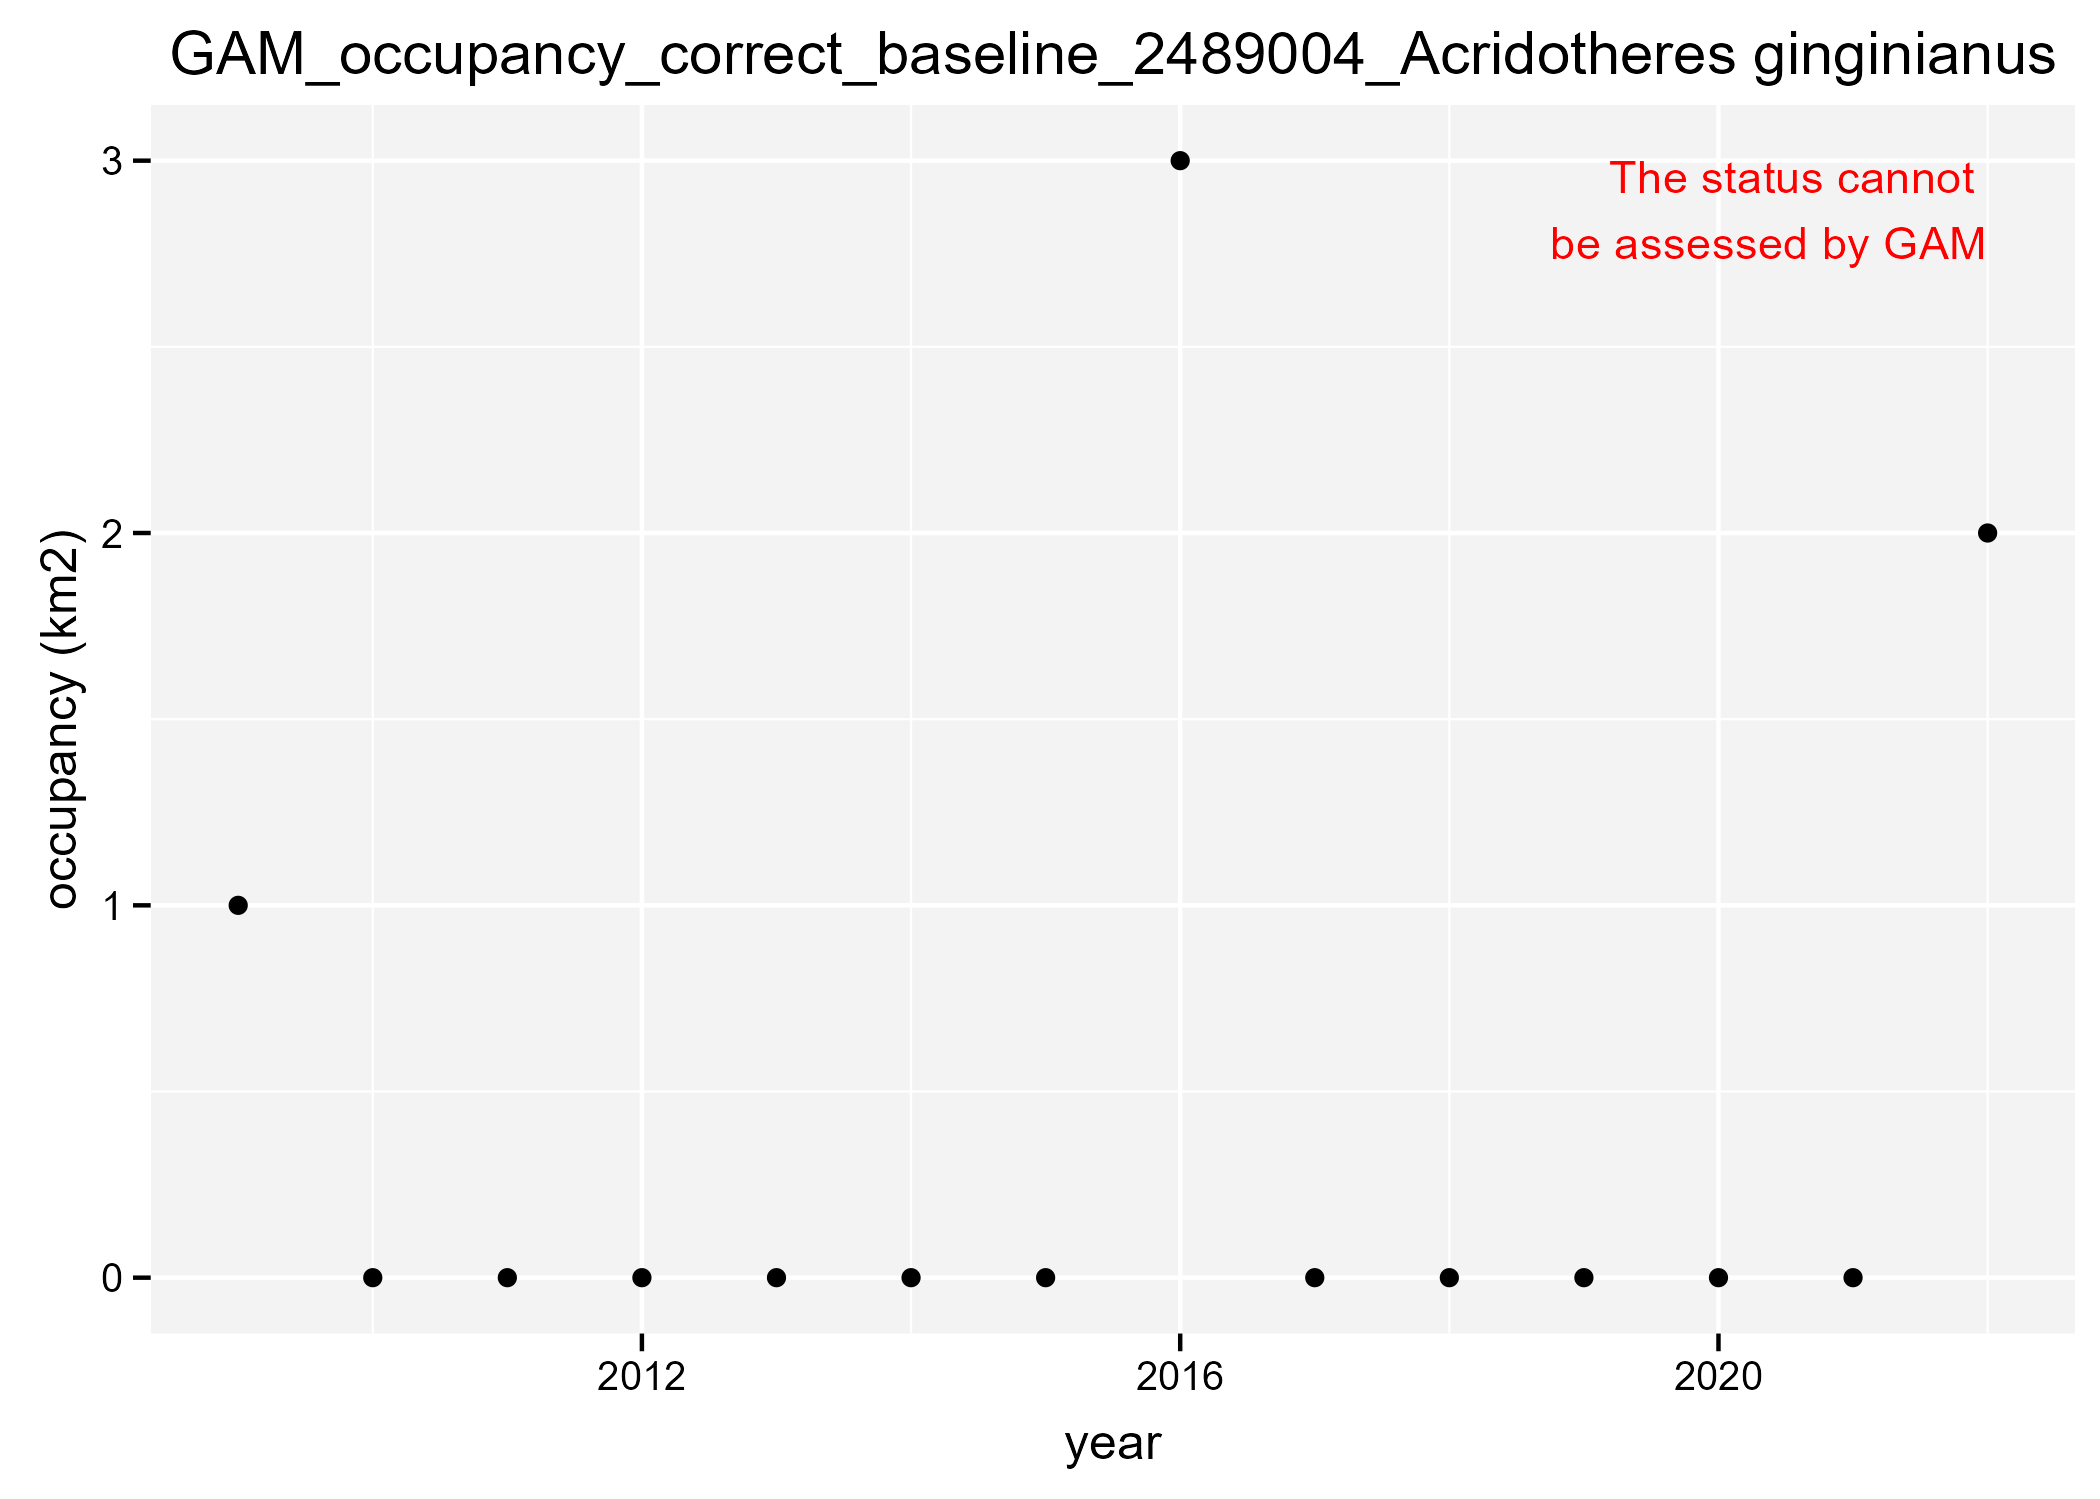 GAM_occupancy_correct_baseline_2489004_Acridotheres ginginianus
The status cannot
be assessed by GAM
occupancy (km2)
3
2
1
0
2012 2016 2020
year